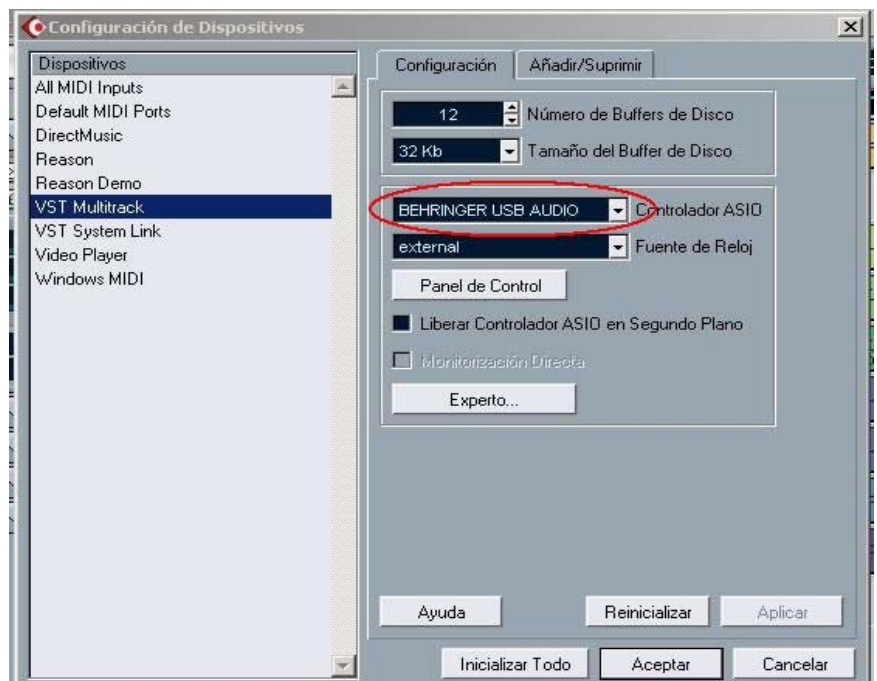 Configuración de Dispositivos
Dispositivos
All MIDI Inputs
Default MIDI Ports
DirectMusic
Reason
Reason Demo
VST Multitrack
VST System Link
Video Player
Windows MIDI
Configuración
Añadir/Suprimir
12 Número de Buffers de Disco
32 Kb Tamaño del Buffer de Disco
BEHRINGER USB AUDIO Controlador ASIO
external Fuente de Reloj
Panel de Control
Liberar Controlador ASIO en Segundo Plano
Monitorización Directa
Experto...
Ayuda
Reinicializar
Aplicar
Inicializar Todo
Aceptar
Cancelar